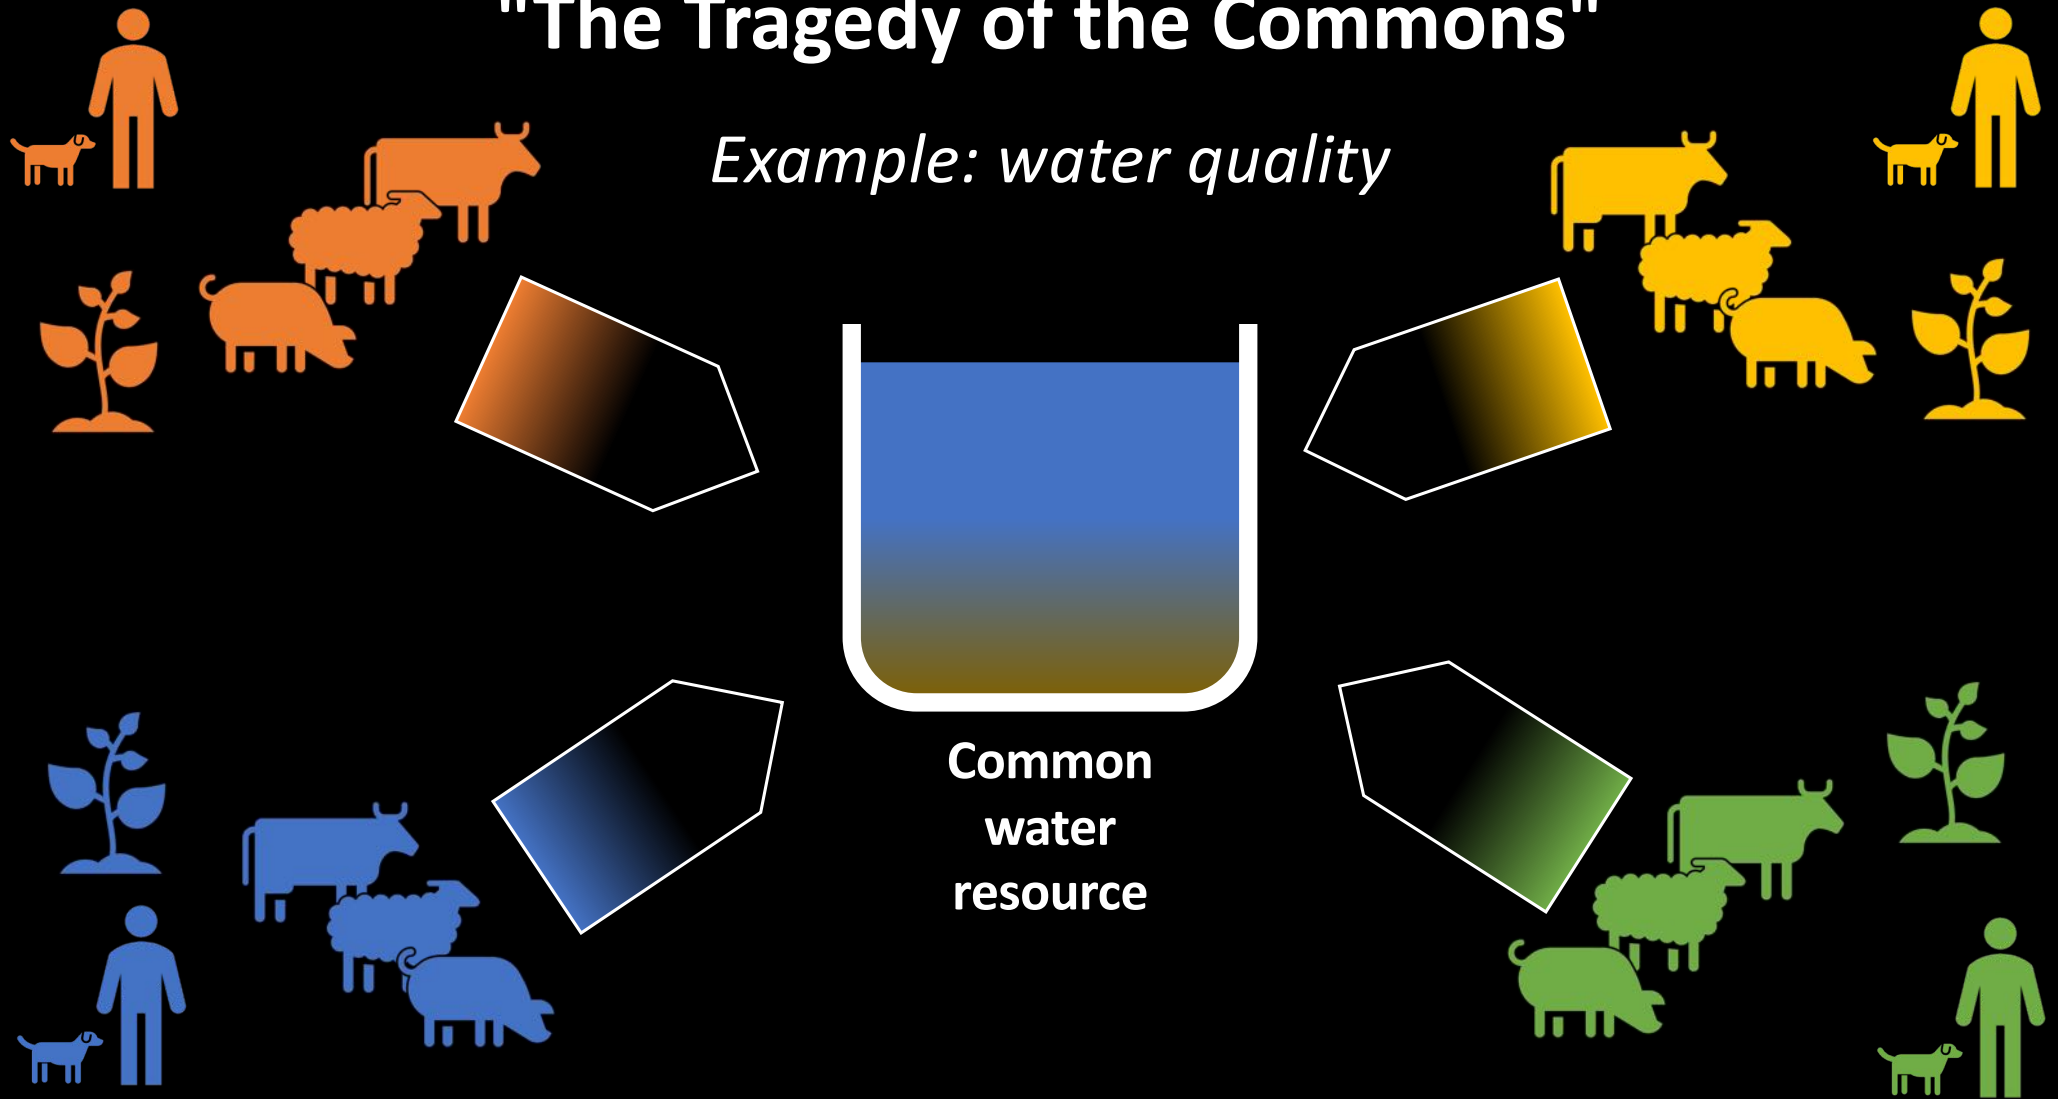 "The Tragedy of the Commons"
Example: water quality
Common
water
resource